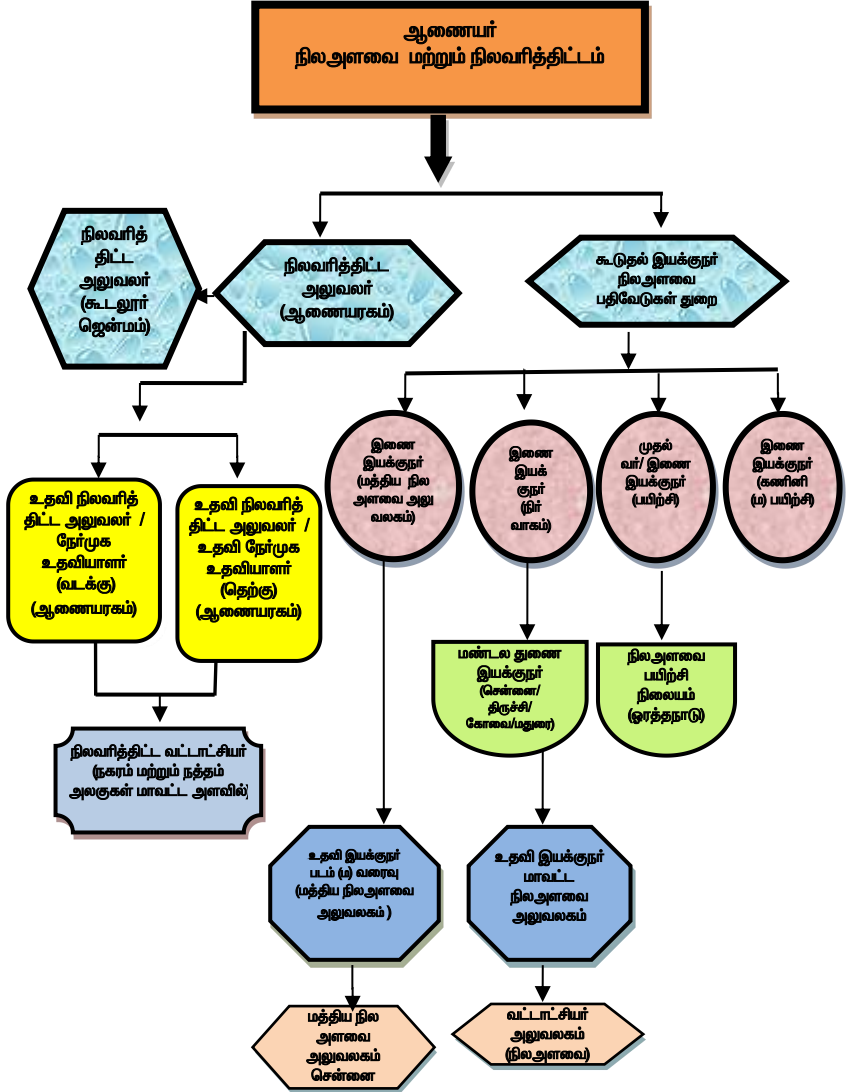 ஆணையர்
நிலஅளவை மற்றும் நிலவரித்திட்டம்
நிலவரித்
திட்ட
அலுவலர்
(கூடலூர்
ஜென்மம்)
நிலவரித்திட்ட
அலுவலர்
(ஆணையரகம்)
கூடுதல் இயக்குநர்
நிலஅளவை
பதிவேடுகள் துறை
இணை
இயக்குநர்
(மத்திய நில
அளவை அலு
வலகம்)
இணை
இயக்
குநர்
(நிர்
வாகம்)
முதல்
வர்/ இணை
இயக்குநர்
(பயிற்சி)
இணை
இயக்குநர்
(கணினி
(ம) பயிற்சி)
உதவி நிலவரித்
திட்ட அலுவலர் /
நேர்முக
உதவியாளர்
(வடக்கு)
(ஆணையரகம்)
உதவி நிலவரித்
திட்ட அலுவலர் /
உதவி நேர்முக
உதவியாளர்
(தெற்கு)
(ஆணையரகம்)
மண்டல துணை
இயக்குநர்
(சென்னை/
திருச்சி/
கோவை/மதுரை)
நிலஅளவை
பயிற்சி
நிலையம்
(ஓரத்தநாடு)
நிலவரித்திட்ட வட்டாட்சியர்
(நகரம் மற்றும் நத்தம்
அலகுகள் மாவட்ட அளவில்)
உதவி இயக்குநர்
படம் (ம) வரைவு
(மத்திய நிலஅளவை
அலுவலகம் )
உதவி இயக்குநர்
மாவட்ட
நிலஅளவை
அலுவலகம்
மத்திய நில
அளவை
அலுவலகம்
சென்னை
வட்டாட்சியர்
அலுவலகம்
(நிலஅளவை)